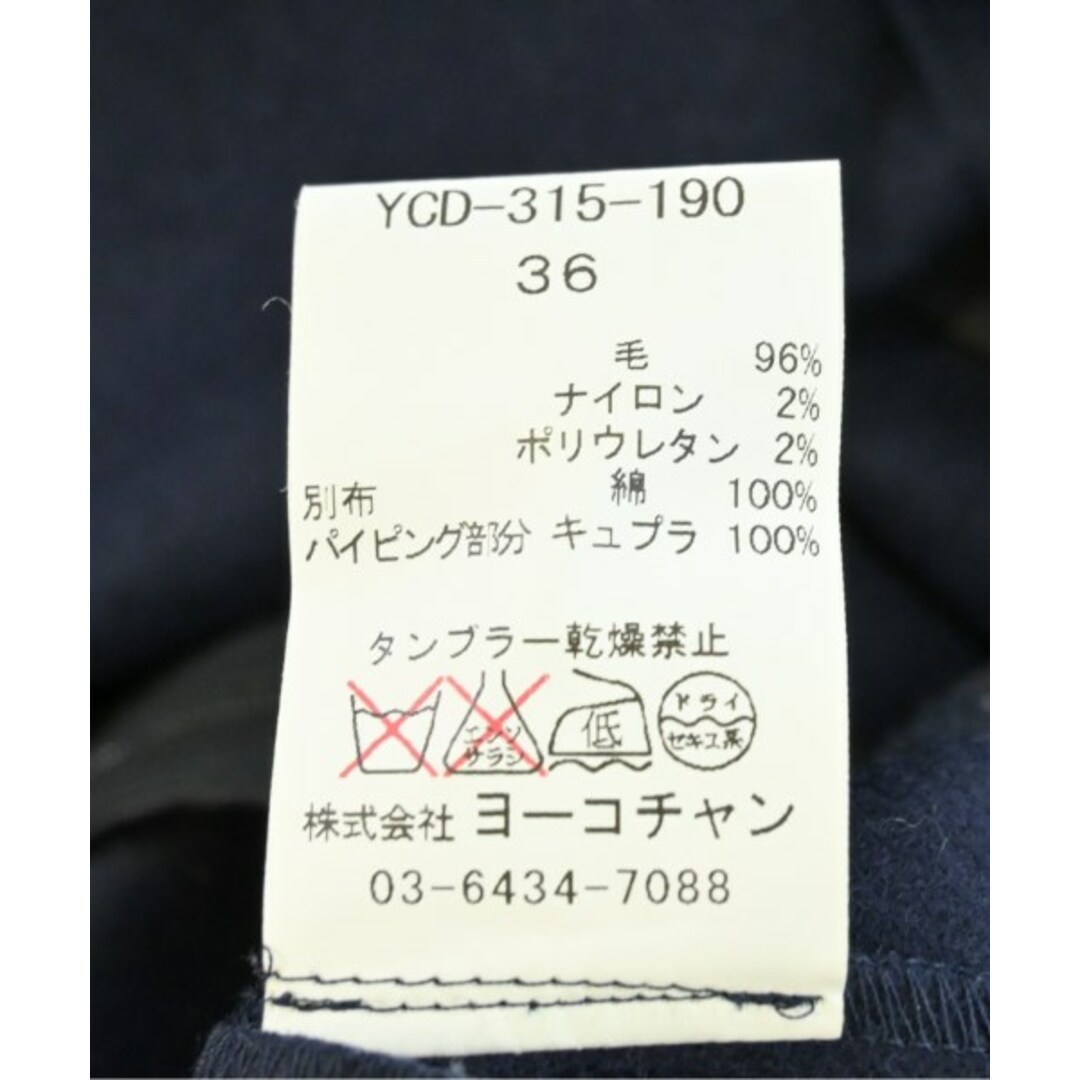 YCD-315-190
36
毛 96%
ナイロン 2%
ポリウレタン 2%
別布 綿 100%
パイピング部分 キュプラ 100%
タンブラー乾燥禁止
エンソ
サラシ
低
ドライ
セキユ系
株式会社 ヨーコチャン
03-6434-7088